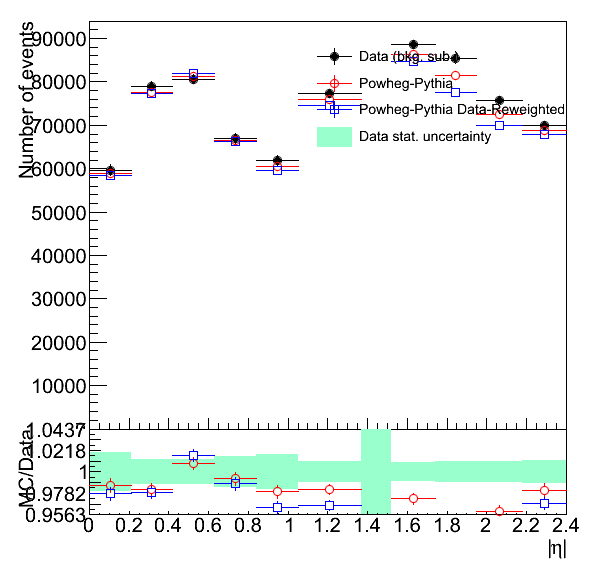 Number of events
90000
80000
70000
60000
50000
40000
30000
20000
10000
Data (bkg. sub.)
Powheg-Pythia
Powheg-Pythia Data-Reweighted
Data stat. uncertainty
MC/Data
1.0437
1.0218
1
0.9782
0.9563
0 0.2 0.4 0.6 0.8 1 1.2 1.4 1.6 1.8 2 2.2 2.4
|η|